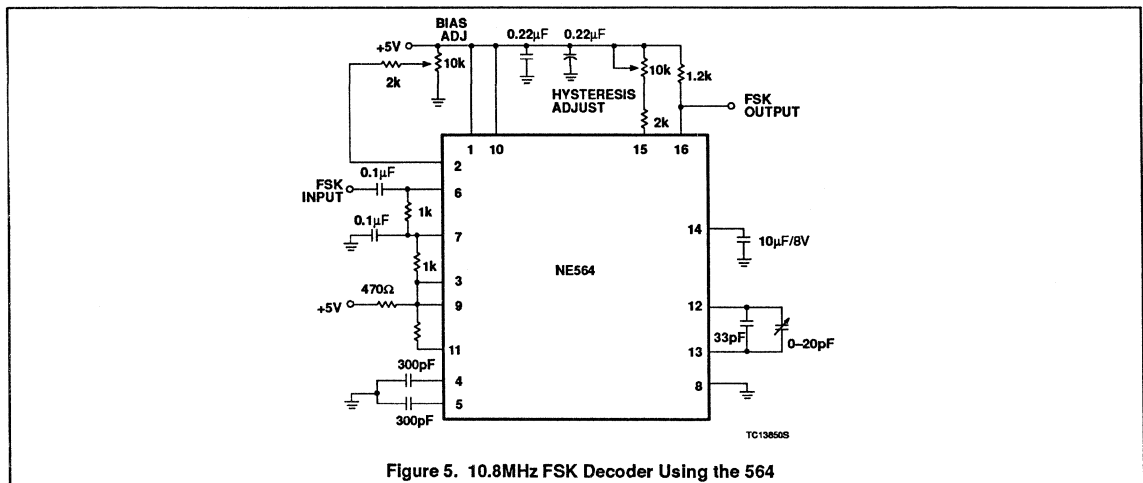 BIAS
ADJ
+5V
10k
2k
0.22µF
0.22µF
10k
1.2k
HYSTERESIS
ADJUST
2k
FSK
OUTPUT
1
10
15
16
2
FSK
INPUT
0.1µF
6
1k
0.1µF
7
1k
3
470Ω
+5V
9
11
300pF
4
5
300pF
NE564
14
10µF/8V
12
33pF
0–20pF
13
8
TC13850S
Figure 5. 10.8MHz FSK Decoder Using the 564